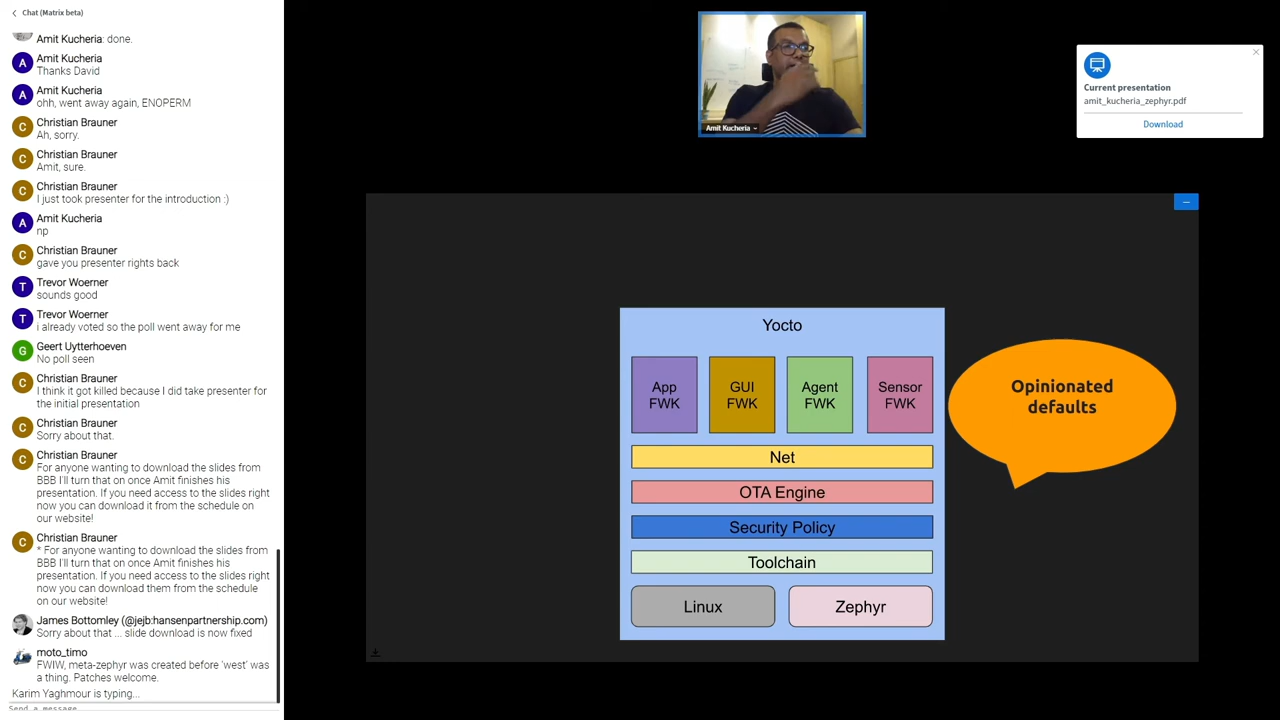 Chat (Matrix beta)
Amit Kucheria: done.
Amit Kucheria
Thanks David
Amit Kucheria
ohh, went away again, ENOPERM
Christian Brauner
Ah, sorry.
Christian Brauner
Amit, sure.
Christian Brauner
I just took presenter for the introduction :)
Amit Kucheria
np
Christian Brauner
gave you presenter rights back
Trevor Woerner
sounds good
Trevor Woerner
i already voted so the poll went away for me
Geert Uytterhoeven
No poll seen
Christian Brauner
I think it got killed because I did take presenter for
the initial presentation
Christian Brauner
Sorry about that.
Christian Brauner
For anyone wanting to download the slides from
BBB I'll turn that on once Amit finishes his
presentation. If you need access to the slides right
now you can download it from the schedule on
our website!
Christian Brauner
* For anyone wanting to download the slides from
BBB I'll turn that on once Amit finishes his
presentation. If you need access to the slides right
now you can download them from the schedule
on our website!
James Bottomley (@jejb:hansenpartnership.com)
Sorry about that ... slide download is now fixed
moto_timo
FWIW, meta-zephyr was created before 'west' was
a thing. Patches welcome.
Karim Yaghmour is typing...
Send a message
A
A
C
C
C
A
C
T
T
G
C
C
C
C
Amit Kucheria
Current presentation
amit_kucheria_zephyr.pdf
Download
Yocto
App
FWK
GUI
FWK
Agent
FWK
Sensor
FWK
Net
OTA Engine
Security Policy
Toolchain
Linux
Zephyr
Opinionated
defaults